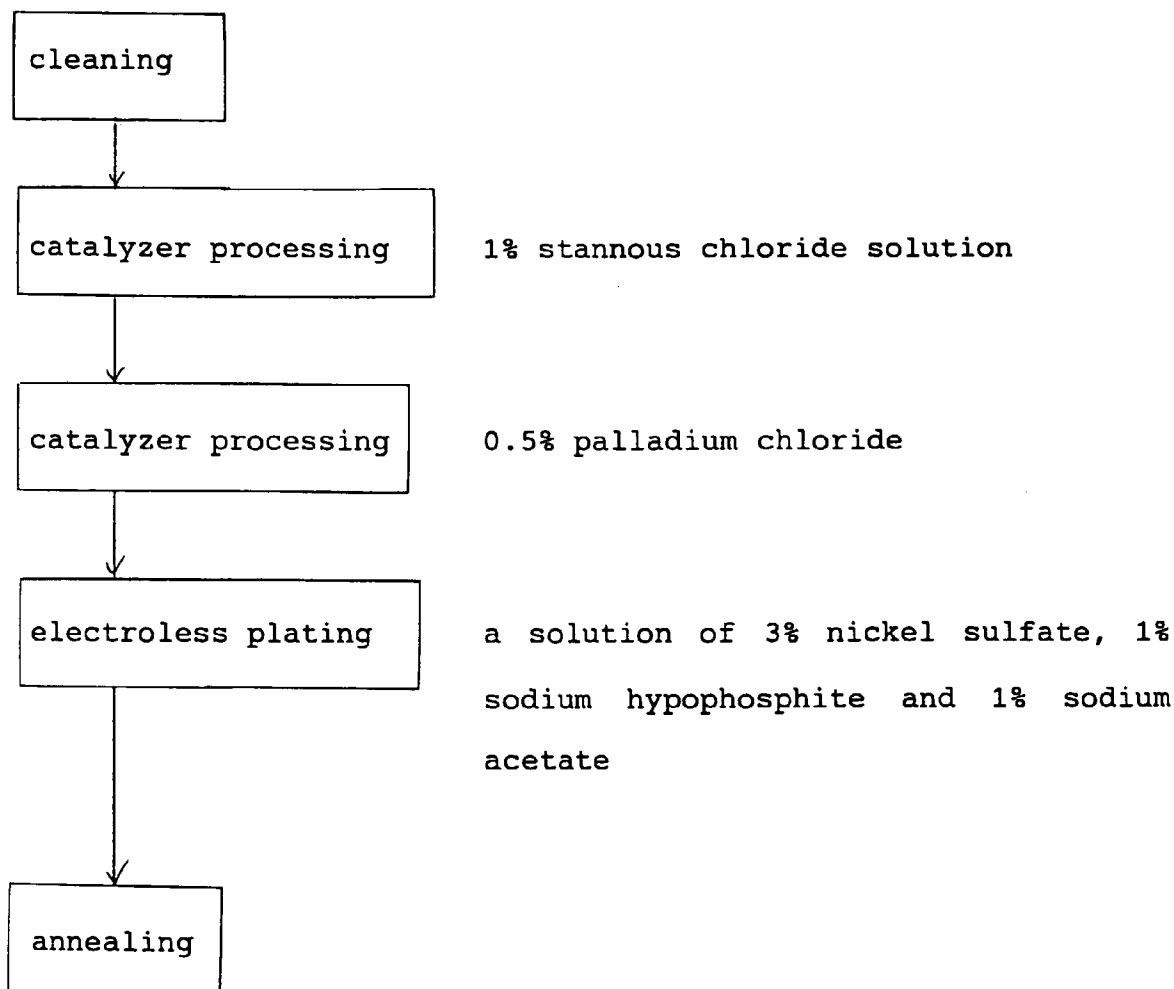 cleaning
catalyzer processing 1% stannous chloride solution
catalyzer processing 0.5% palladium chloride
electroless plating a solution of 3% nickel sulfate, 1%
sodium hypophosphite and 1% sodium
acetate
annealing